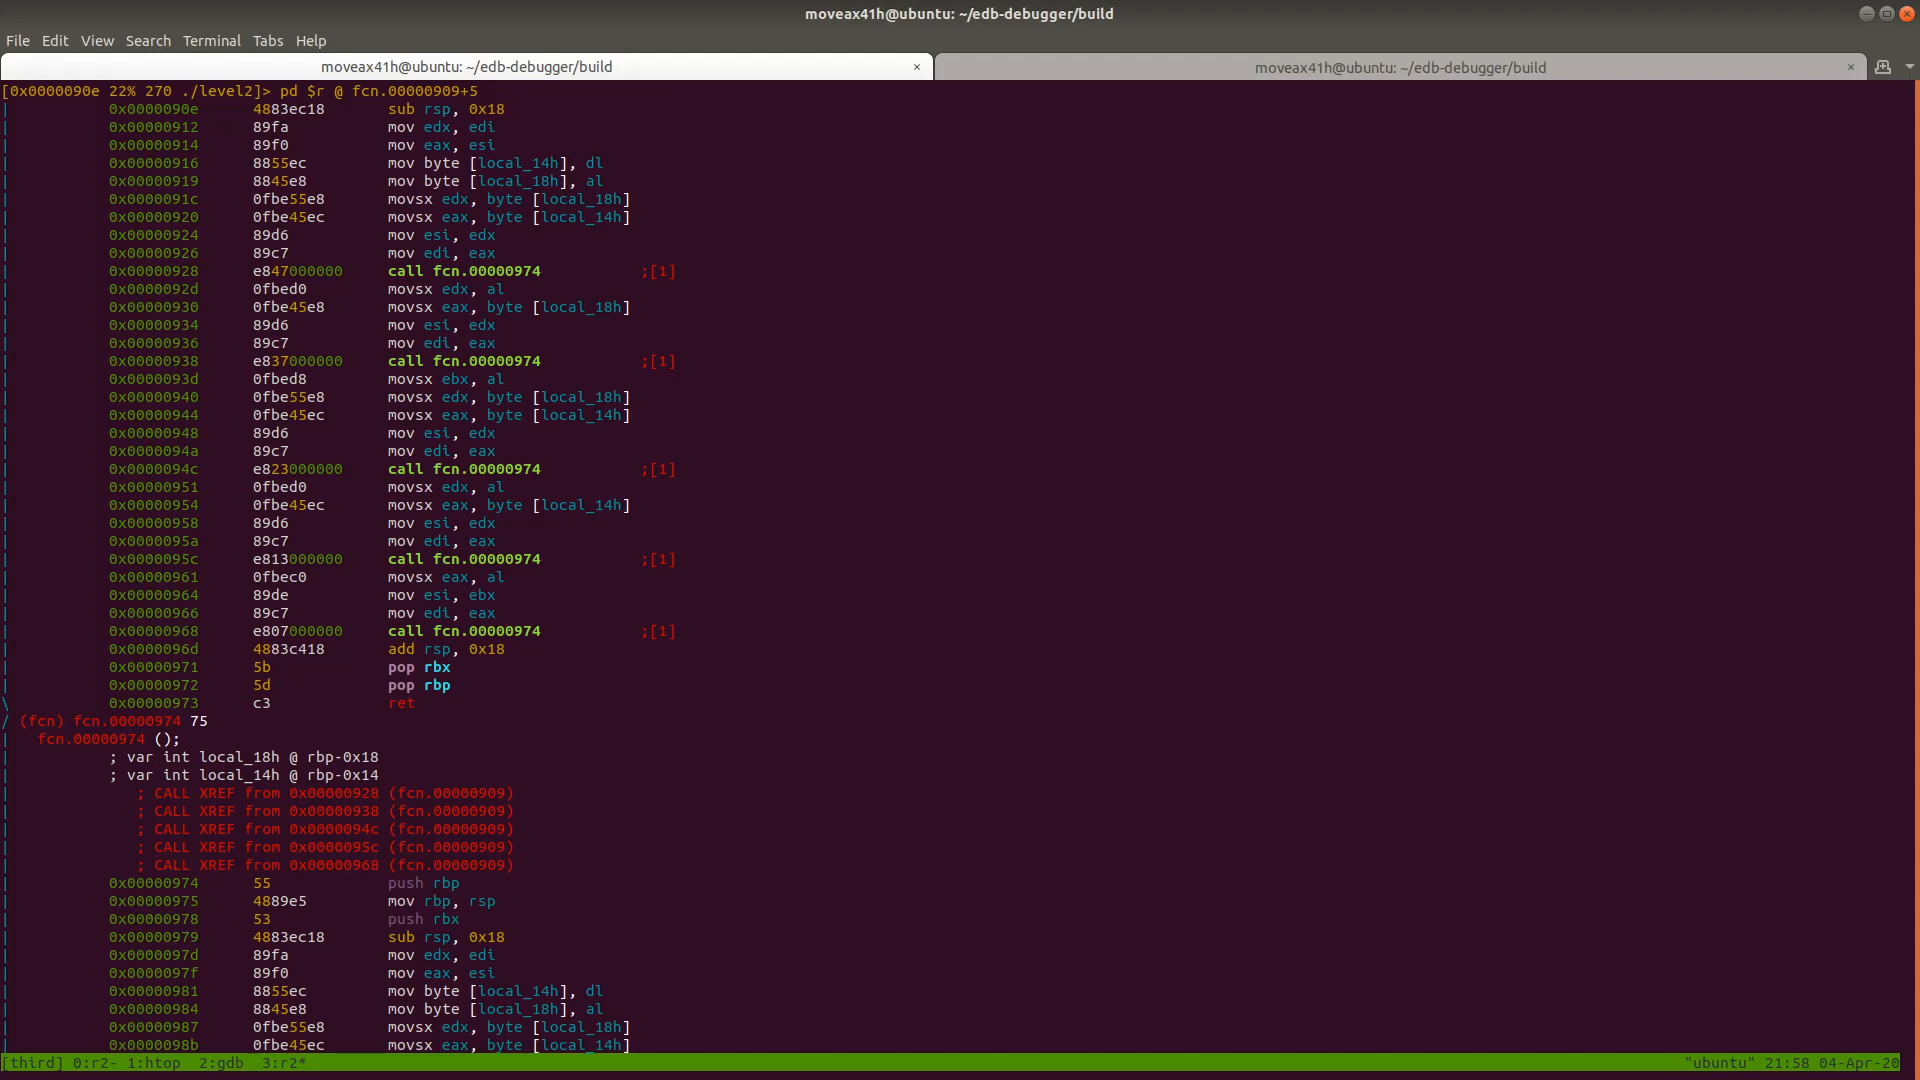 moveax41h@ubuntu: ~/edb-debugger/build
File Edit View Search Terminal Tabs Help
moveax41h@ubuntu: ~/edb-debugger/build × moveax41h@ubuntu: ~/edb-debugger/build ×
[0x0000090e 22% 270 ./level2]> pd $r @ fcn.00000909+5
| 0x0000090e 4883ec18 sub rsp, 0x18
| 0x00000912 89fa mov edx, edi
| 0x00000914 89f0 mov eax, esi
| 0x00000916 8855ec mov byte [local_14h], dl
| 0x00000919 8845e8 mov byte [local_18h], al
| 0x0000091c 0fbe55e8 movsx edx, byte [local_18h]
| 0x00000920 0fbe45ec movsx eax, byte [local_14h]
| 0x00000924 89d6 mov esi, edx
| 0x00000926 89c7 mov edi, eax
| 0x00000928 e847000000 call fcn.00000974 ;[1]
| 0x0000092d 0fbed0 movsx edx, al
| 0x00000930 0fbe45e8 movsx eax, byte [local_18h]
| 0x00000934 89d6 mov esi, edx
| 0x00000936 89c7 mov edi, eax
| 0x00000938 e837000000 call fcn.00000974 ;[1]
| 0x0000093d 0fbed8 movsx ebx, al
| 0x00000940 0fbe55e8 movsx edx, byte [local_18h]
| 0x00000944 0fbe45ec movsx eax, byte [local_14h]
| 0x00000948 89d6 mov esi, edx
| 0x0000094a 89c7 mov edi, eax
| 0x0000094c e823000000 call fcn.00000974 ;[1]
| 0x00000951 0fbed0 movsx edx, al
| 0x00000954 0fbe45ec movsx eax, byte [local_14h]
| 0x00000958 89d6 mov esi, edx
| 0x0000095a 89c7 mov edi, eax
| 0x0000095c e813000000 call fcn.00000974 ;[1]
| 0x00000961 0fbec0 movsx eax, al
| 0x00000964 89de mov esi, ebx
| 0x00000966 89c7 mov edi, eax
| 0x00000968 e807000000 call fcn.00000974 ;[1]
| 0x0000096d 4883c418 add rsp, 0x18
| 0x00000971 5b pop rbx
| 0x00000972 5d pop rbp
\ 0x00000973 c3 ret
/ (fcn) fcn.00000974 75
| fcn.00000974 ();
| ; var int local_18h @ rbp-0x18
| ; var int local_14h @ rbp-0x14
| ; CALL XREF from 0x00000928 (fcn.00000909)
| ; CALL XREF from 0x00000938 (fcn.00000909)
| ; CALL XREF from 0x0000094c (fcn.00000909)
| ; CALL XREF from 0x0000095c (fcn.00000909)
| ; CALL XREF from 0x00000968 (fcn.00000909)
| 0x00000974 55 push rbp
| 0x00000975 4889e5 mov rbp, rsp
| 0x00000978 53 push rbx
| 0x00000979 4883ec18 sub rsp, 0x18
| 0x0000097d 89fa mov edx, edi
| 0x0000097f 89f0 mov eax, esi
| 0x00000981 8855ec mov byte [local_14h], dl
| 0x00000984 8845e8 mov byte [local_18h], al
| 0x00000987 0fbe55e8 movsx edx, byte [local_18h]
| 0x0000098b 0fbe45ec movsx eax, byte [local_14h]
[third] 0:r2- 1:htop 2:gdb 3:r2* "ubuntu" 21:58 04-Apr-20